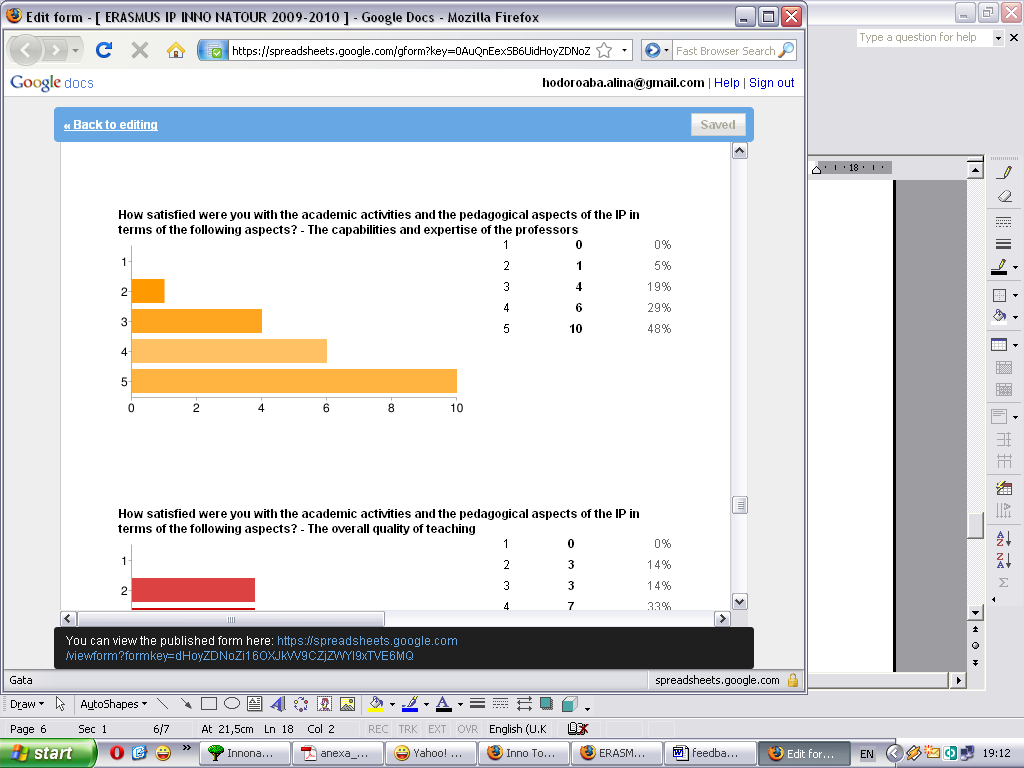 Edit form - [ ERASMUS IP INNO NATOUR 2009-2010 ] - Google Docs - Mozilla Firefox
Type a question for help
https://spreadsheets.google.com/gform?key=0AuQnEexSB6UidHoyZDNoZ
Fast Browser Search
Google docs
hodoroaba.alina@gmail.com | Help | Sign out
« Back to editing
Saved
18
How satisfied were you with the academic activities and the pedagogical aspects of the IP in
terms of the following aspects? - The capabilities and expertise of the professors
1 0 0%
2 1 5%
3 4 19%
4 6 29%
5 10 48%
1
2
3
4
5
0 2 4 6 8 10
How satisfied were you with the academic activities and the pedagogical aspects of the IP in
terms of the following aspects? - The overall quality of teaching
1 0 0%
2 3 14%
3 3 14%
4 7 33%
1
2
You can view the published form here: https://spreadsheets.google.com
/viewform?formkey=dHoyZDNoZi16OXJkVV9CZjZWYl9xTVE6MQ
Gata
spreadsheets.google.com
Draw AutoShapes
Page 6 Sec 1 6/7 At 21,5cm Ln 18 Col 2 REC TRK EXT OVR English (U.K
start Innona... anexa_... Yahoo! ... Inno To... ERASM... feedba... Edit for... EN 19:12